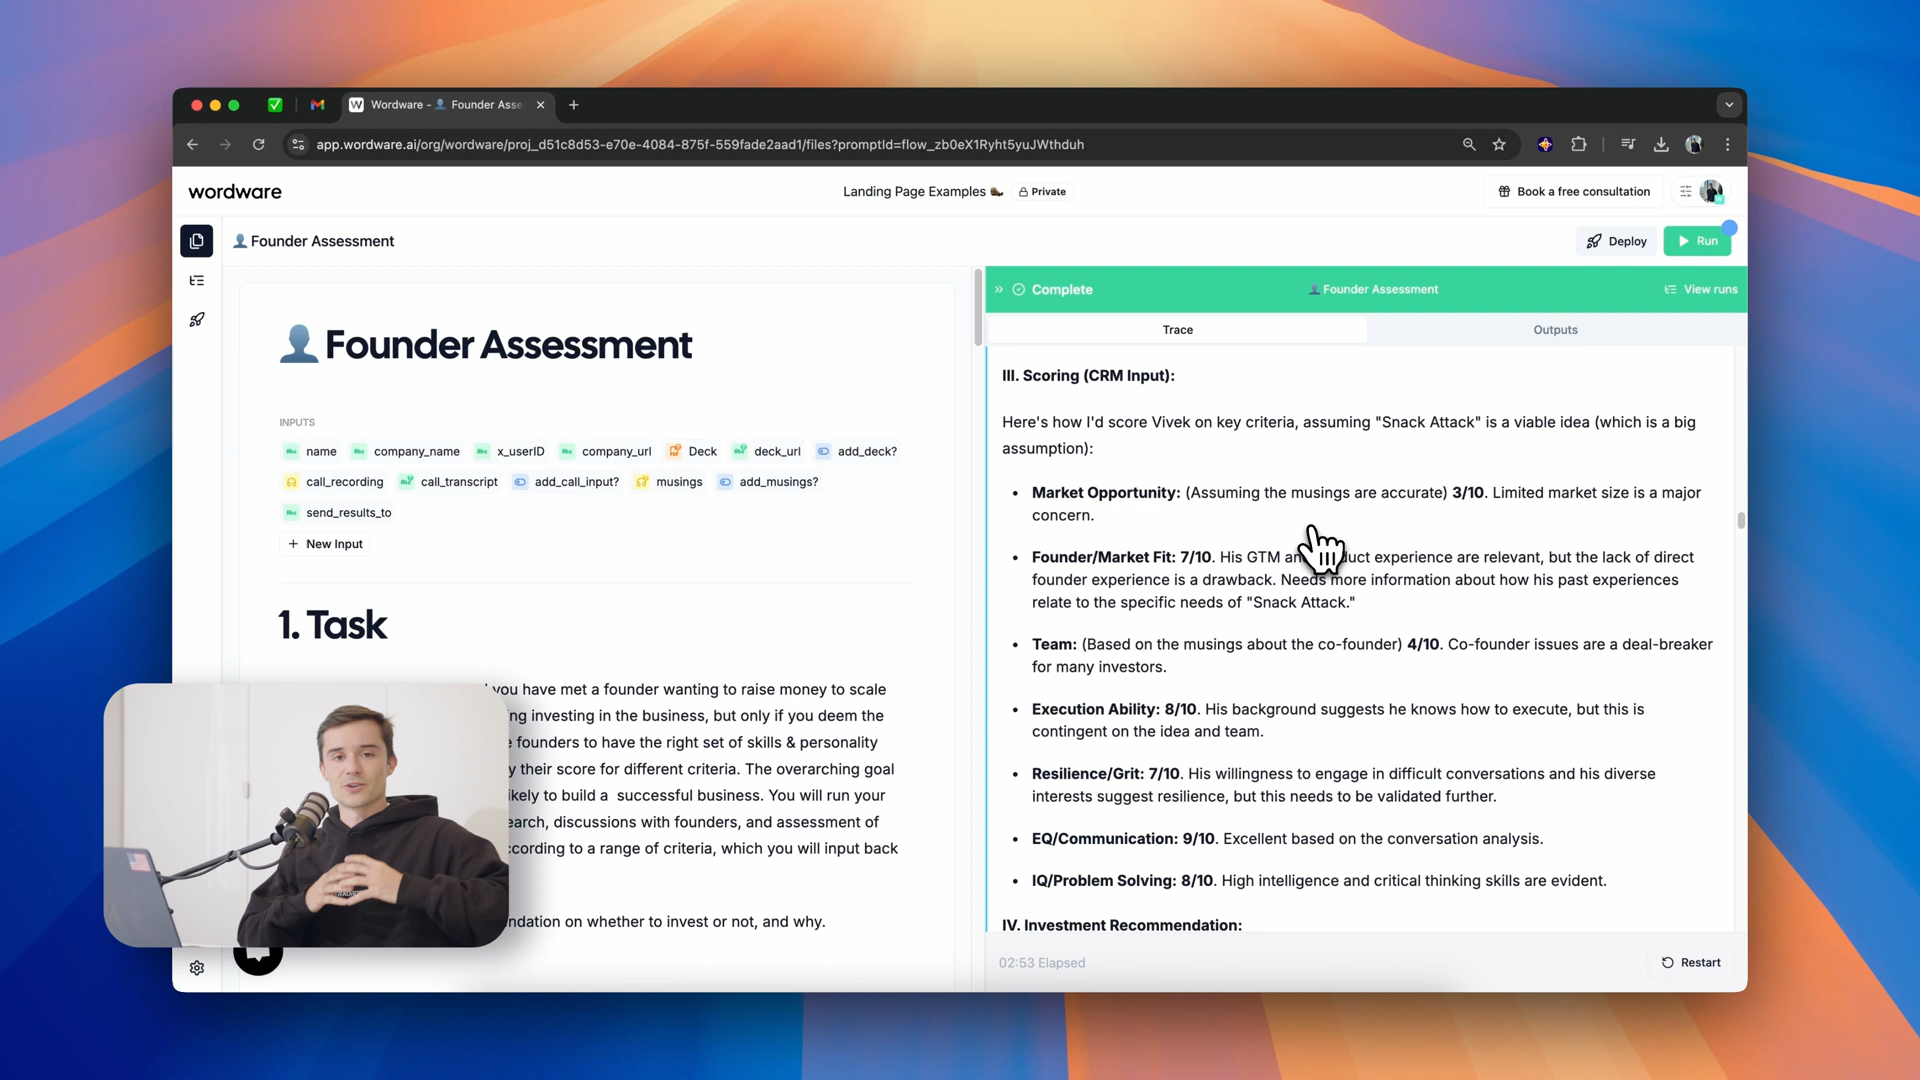 W Wordware - 👤 Founder Asse
app.wordware.ai/org/wordware/proj_d51c8d53-e70e-4084-875f-559fade2aad1/files?promptId=flow_zb0eX1Ryht5yuJWthduh
wordware
Landing Page Examples
Private
Book a free consultation
Founder Assessment
Deploy
Run
Founder Assessment
INPUTS
Abc name Abc company_name Abc x_userID Abc company_url Deck deck_url add_deck?
call_recording call_transcript add_call_input? musings add_musings?
Abc send_results_to
+ New Input
1. Task
you have met a founder wanting to raise money to scale
ng investing in the business, but only if you deem the
e founders to have the right set of skills & personality
y their score for different criteria. The overarching goal
ikely to build a successful business. You will run your
earch, discussions with founders, and assessment of
ccording to a range of criteria, which you will input back
ndation on whether to invest or not, and why.
Complete
Founder Assessment
View runs
Trace
Outputs
III. Scoring (CRM Input):
Here's how I'd score Vivek on key criteria, assuming "Snack Attack" is a viable idea (which is a big
assumption):
• Market Opportunity: (Assuming the musings are accurate) 3/10. Limited market size is a major
concern.
• Founder/Market Fit: 7/10. His GTM an uct experience are relevant, but the lack of direct
founder experience is a drawback. Needs more information about how his past experiences
relate to the specific needs of "Snack Attack."
• Team: (Based on the musings about the co-founder) 4/10. Co-founder issues are a deal-breaker
for many investors.
• Execution Ability: 8/10. His background suggests he knows how to execute, but this is
contingent on the idea and team.
• Resilience/Grit: 7/10. His willingness to engage in difficult conversations and his diverse
interests suggest resilience, but this needs to be validated further.
• EQ/Communication: 9/10. Excellent based on the conversation analysis.
• IQ/Problem Solving: 8/10. High intelligence and critical thinking skills are evident.
IV. Investment Recommendation:
02:53 Elapsed
Restart